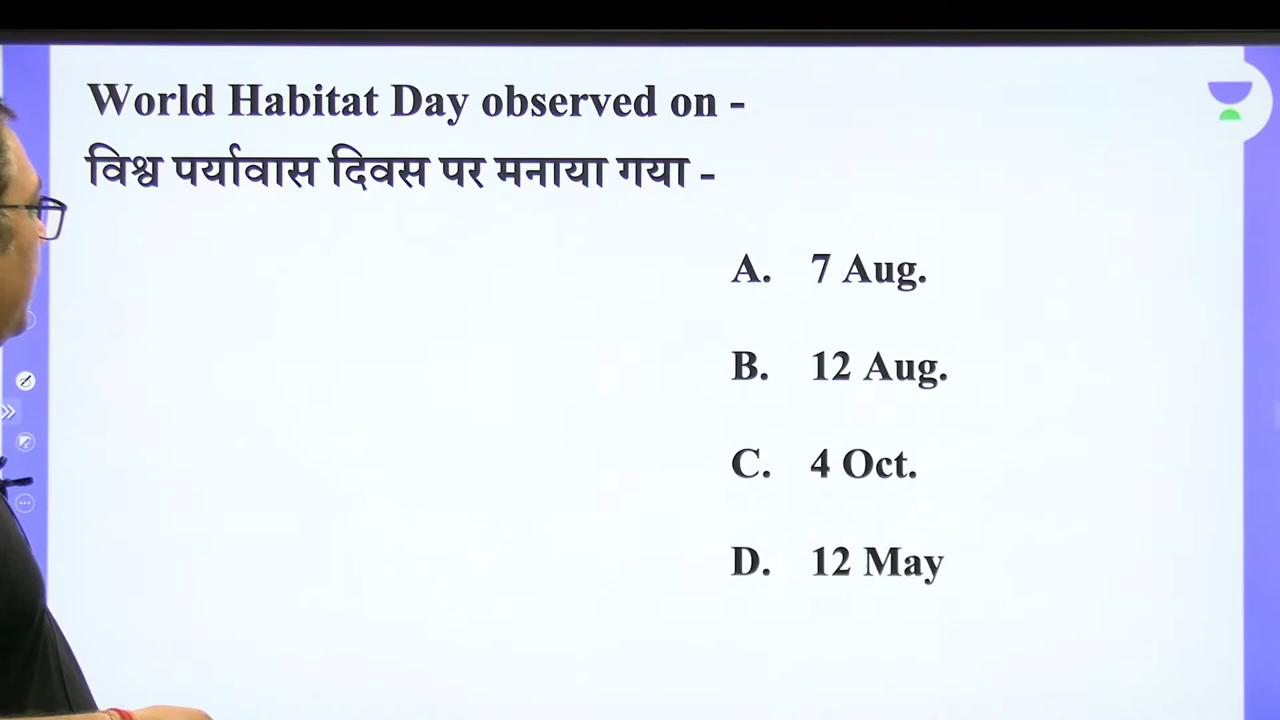 World Habitat Day observed on -
विश्व पर्यावास दिवस पर मनाया गया -
A. 7 Aug.
B. 12 Aug.
C. 4 Oct.
D. 12 May